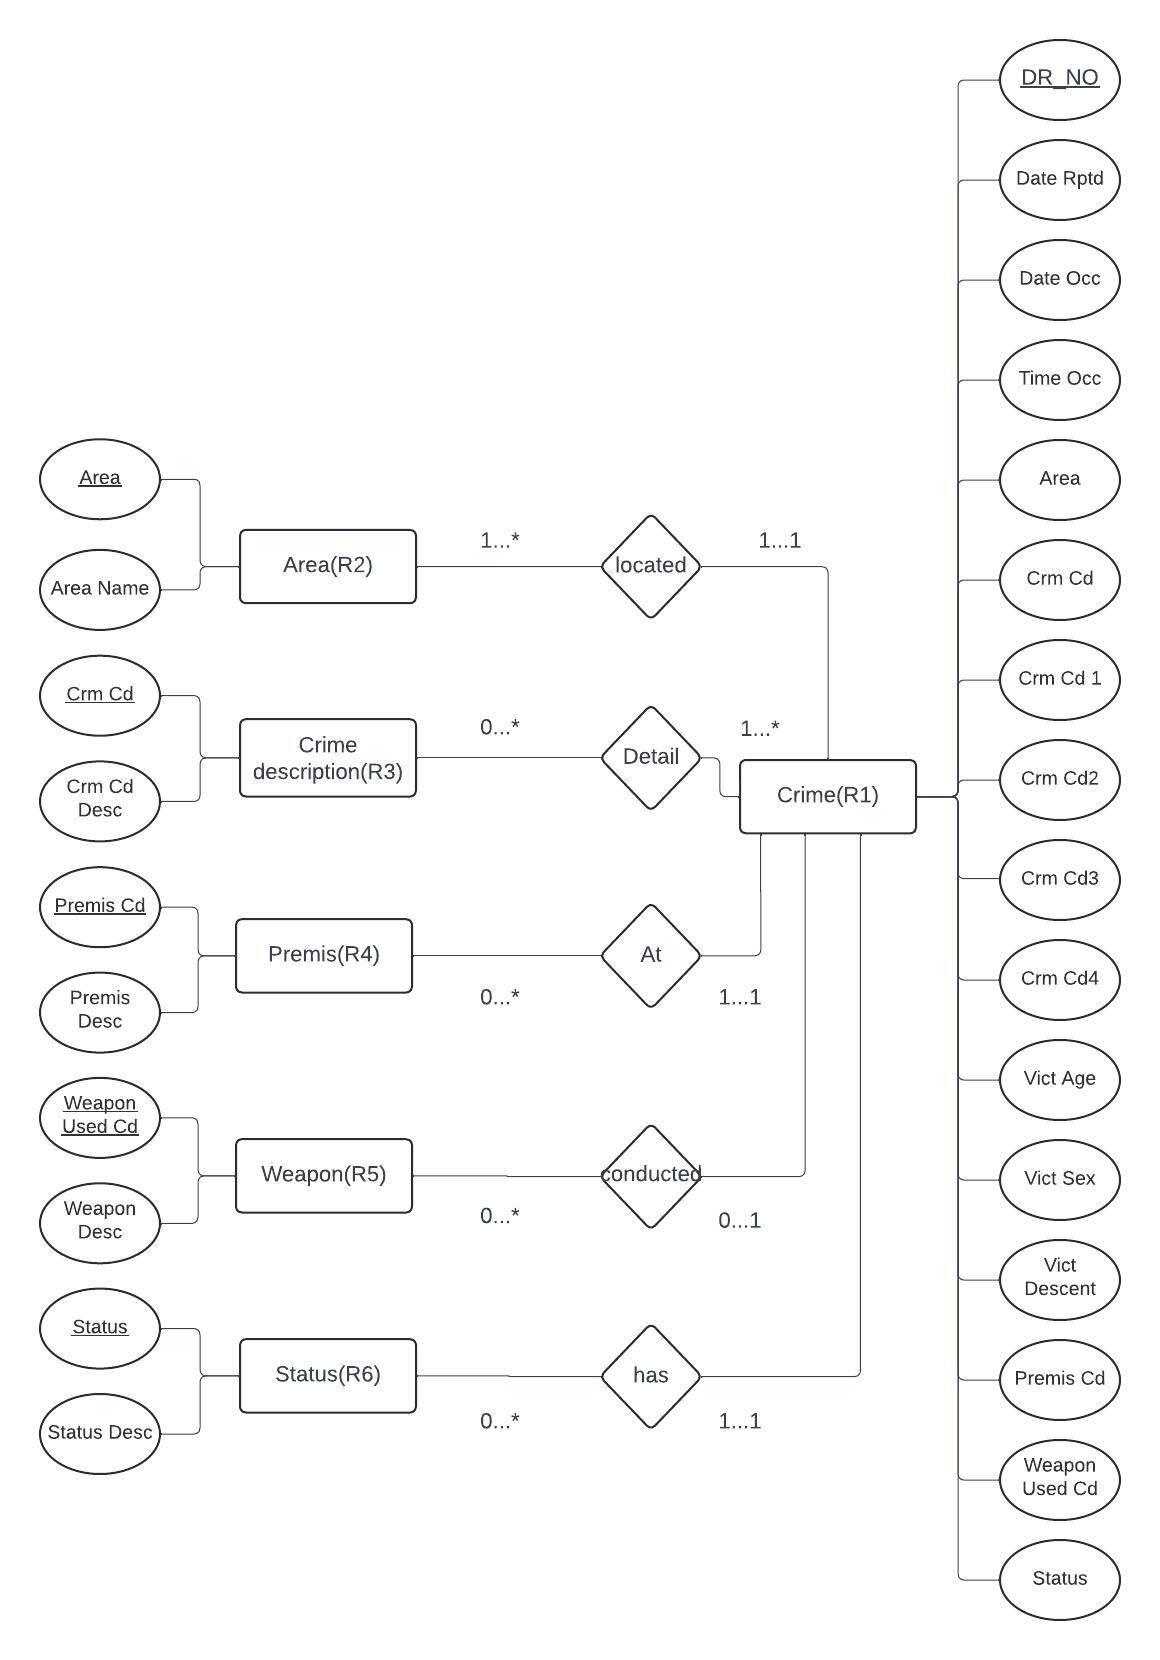 DR_NO
Date Rptd
Date Occ
Time Occ
Area
Area
Area Name
Area(R2)
1...*
located
1...1
Crm Cd
Crm Cd 1
Crm Cd
Crm Cd
Desc
Crime
description(R3)
0...*
Detail
1...*
Crime(R1)
Crm Cd2
Crm Cd3
Crm Cd4
Premis Cd
Premis
Desc
Premis(R4)
0...*
At
1...1
Vict Age
Vict Sex
Weapon
Used Cd
Weapon
Desc
Weapon(R5)
0...*
conducted
0...1
Vict
Descent
Premis Cd
Status
Status Desc
Status(R6)
0...*
has
1...1
Weapon
Used Cd
Status